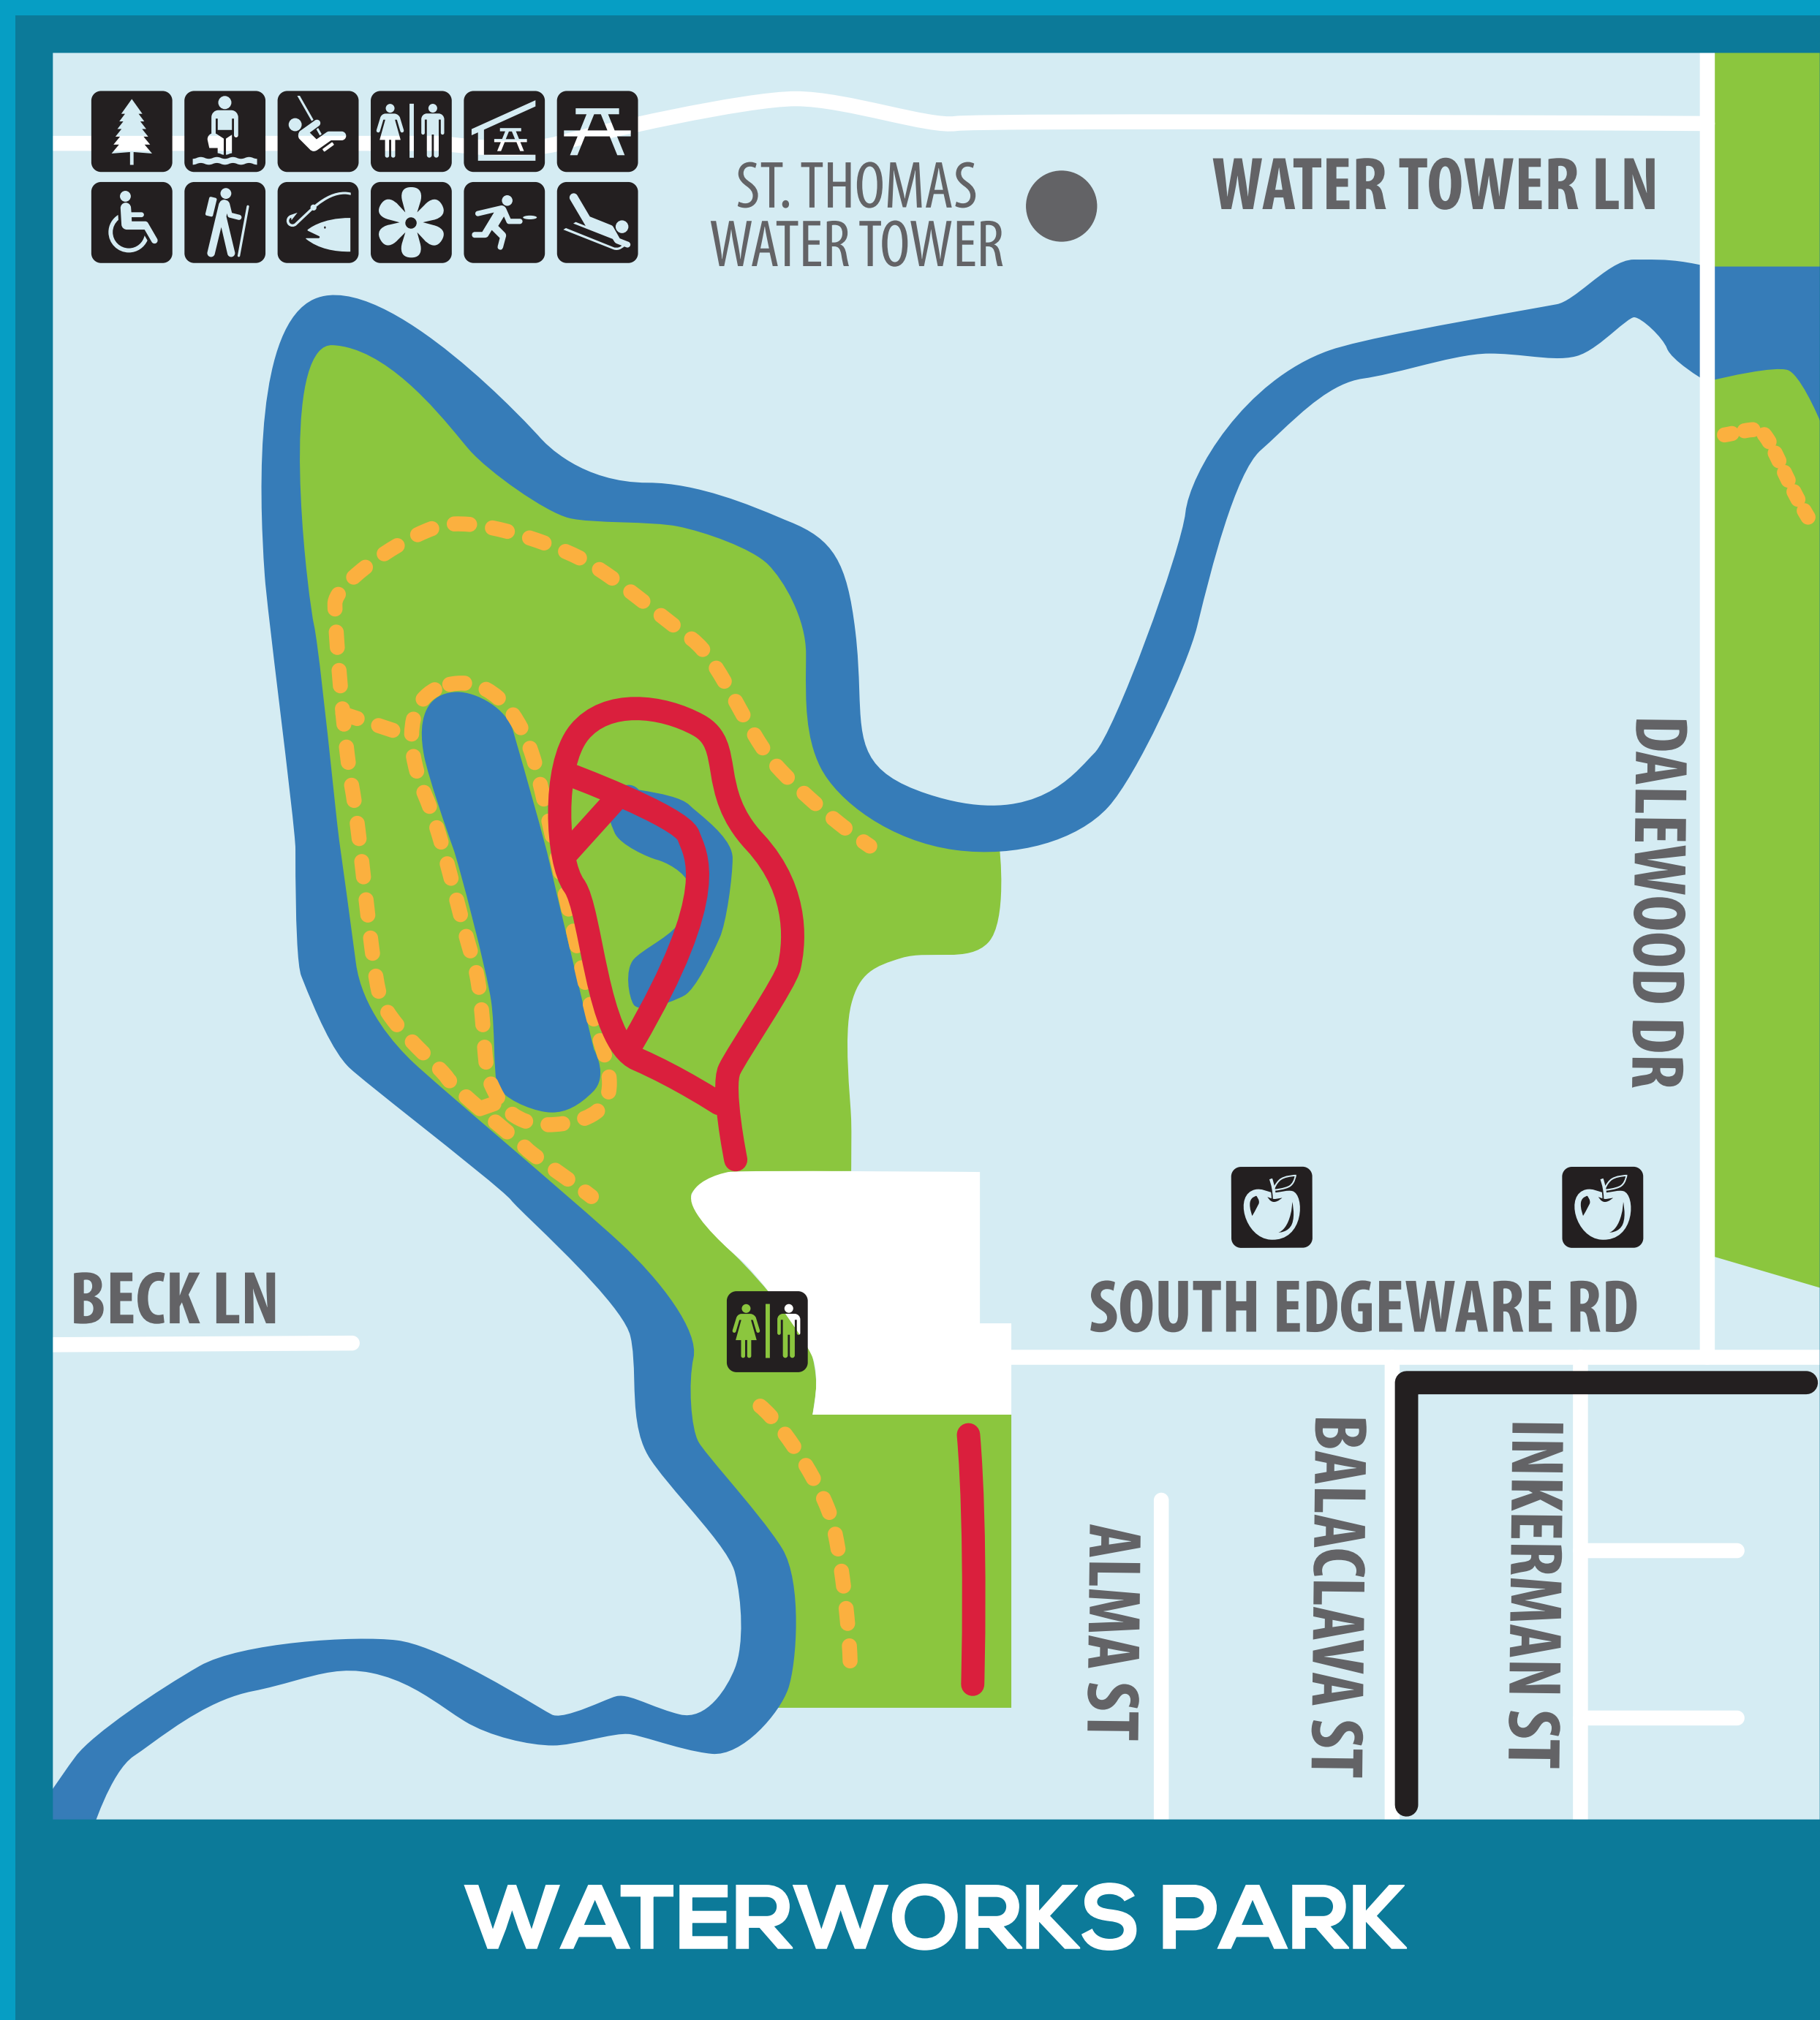 ST. THOMAS
WATER TOWER
WATER TOWER LN
DALEWOOD DR
BECK LN
SOUTH EDGEWARE RD
ALMA ST
BALACLAVA ST
INKERMAN ST
WATERWORKS PARK